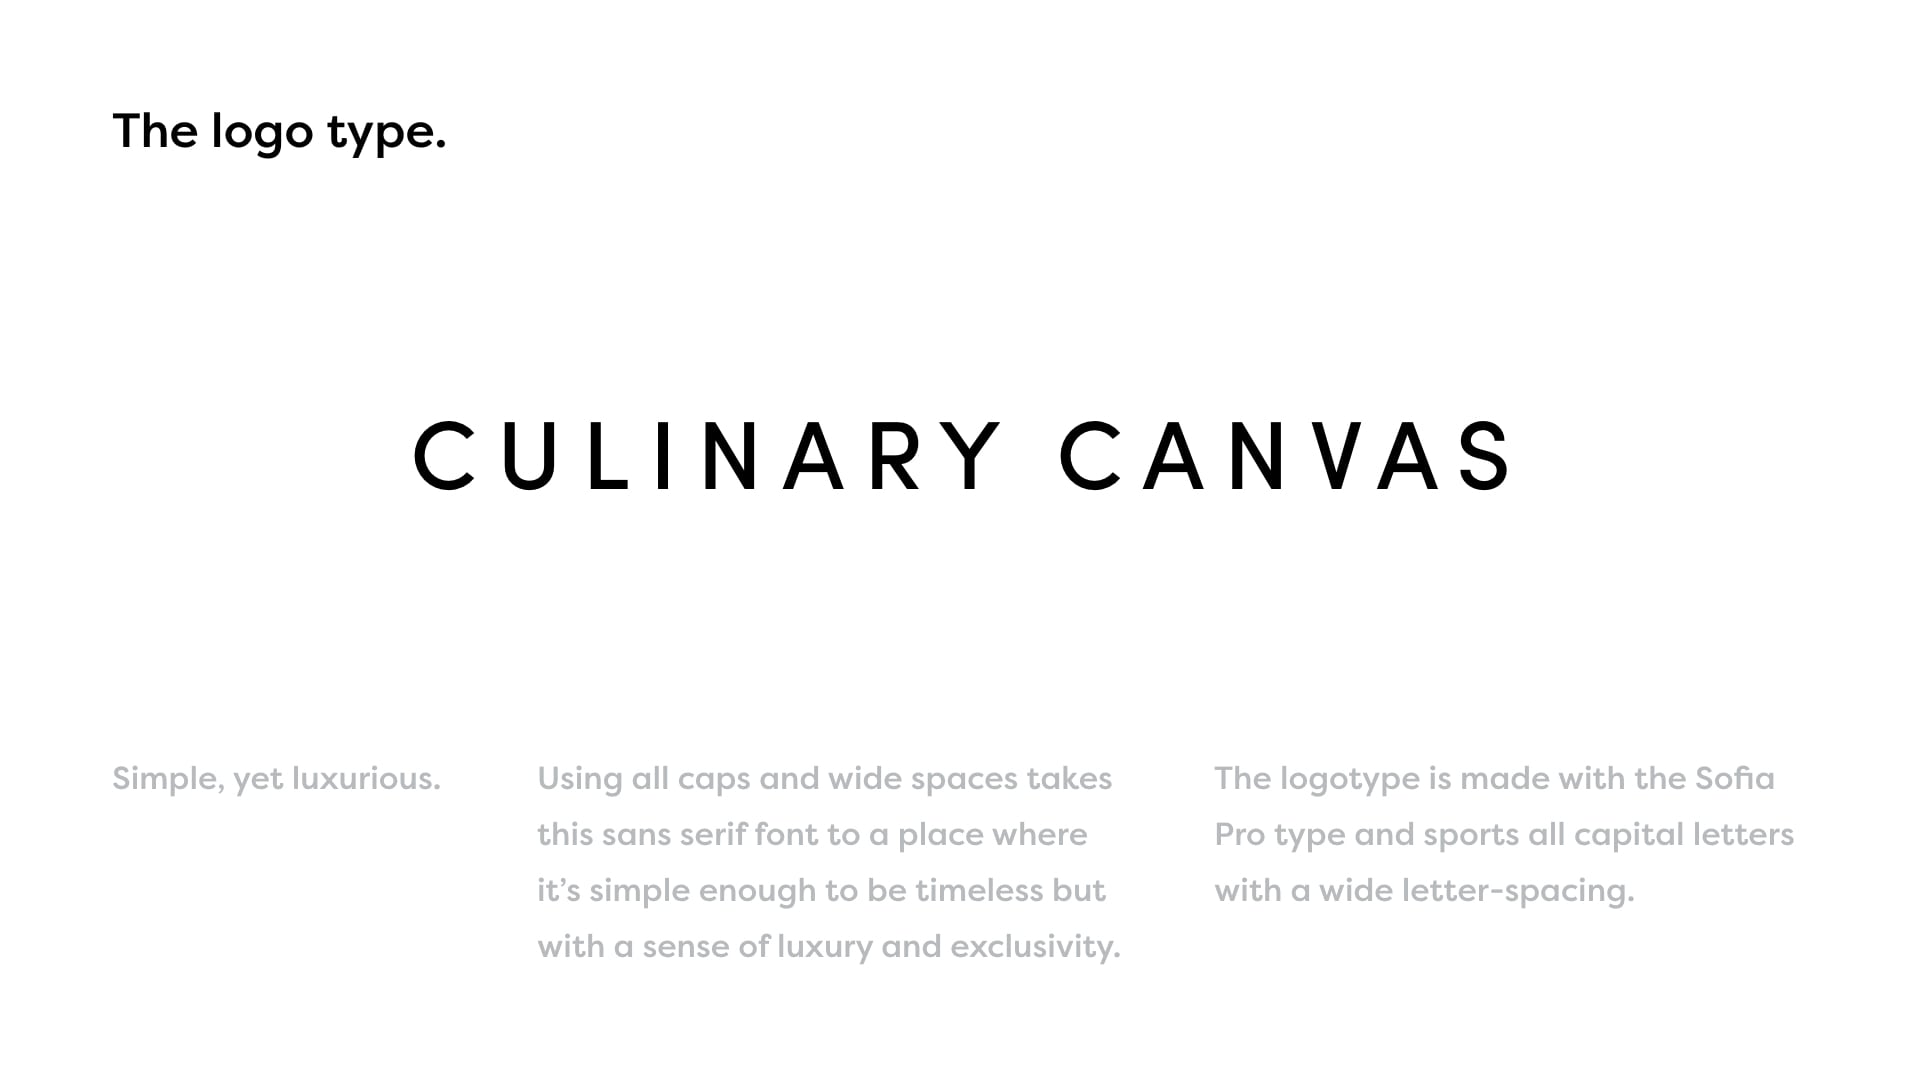 The logo type.
CULINARY CANVAS
Simple, yet luxurious.
Using all caps and wide spaces takes
this sans serif font to a place where
it’s simple enough to be timeless but
with a sense of luxury and exclusivity.
The logotype is made with the Sofia
Pro type and sports all capital letters
with a wide letter-spacing.